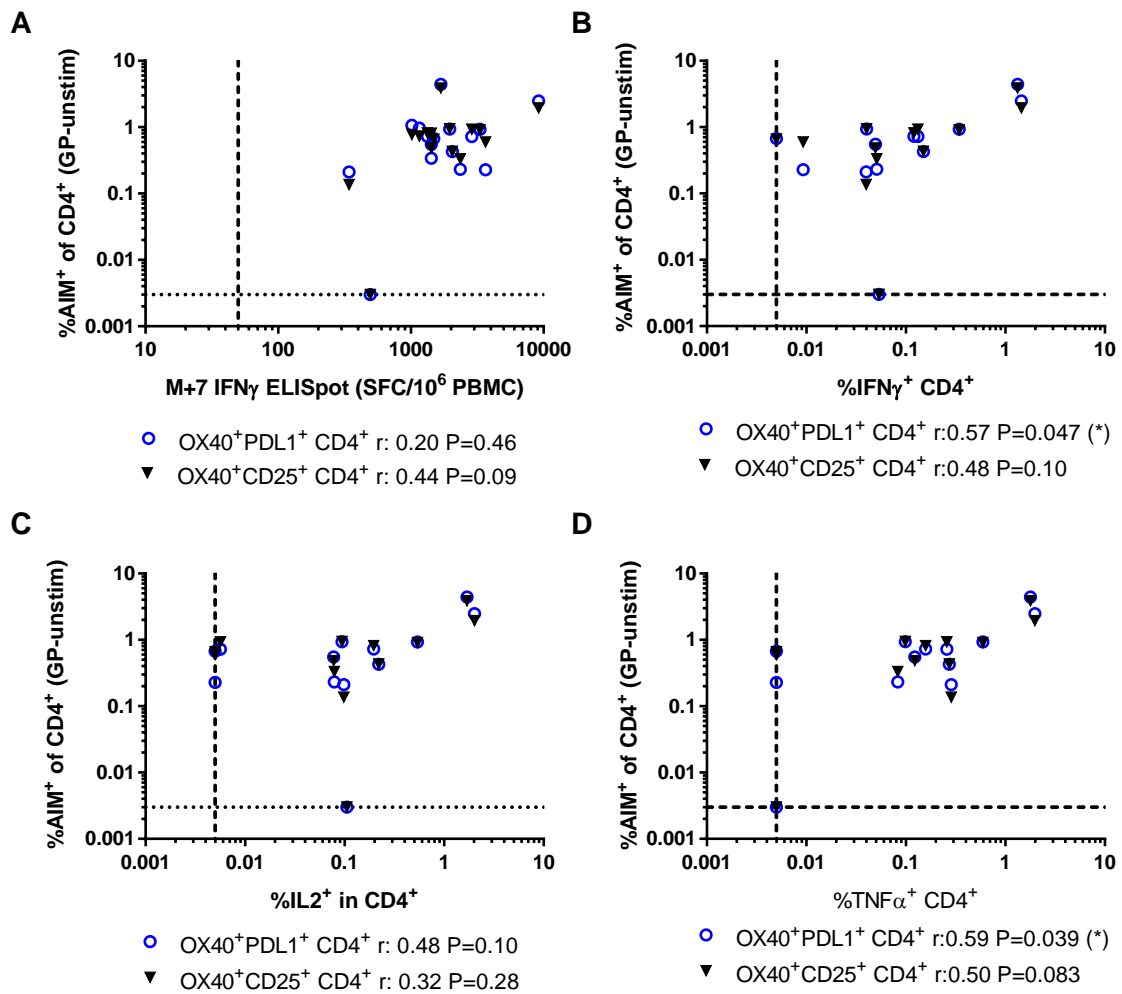 A
%AIM⁺ of CD4⁺ (GP-unstim)
10
1
0.1
0.01
0.001
10 100 1000 10000
M+7 IFNγ ELISpot (SFC/10⁶ PBMC)
OX40⁺PDL1⁺ CD4⁺ r: 0.20 P=0.46
OX40⁺CD25⁺ CD4⁺ r: 0.44 P=0.09
B
%AIM⁺ of CD4⁺ (GP-unstim)
10
1
0.1
0.01
0.001
0.001 0.01 0.1 1 10
%IFNγ⁺ CD4⁺
OX40⁺PDL1⁺ CD4⁺ r:0.57 P=0.047 (*)
OX40⁺CD25⁺ CD4⁺ r:0.48 P=0.10
C
%AIM⁺ of CD4⁺ (GP-unstim)
10
1
0.1
0.01
0.001
0.001 0.01 0.1 1 10
%IL2⁺ in CD4⁺
OX40⁺PDL1⁺ CD4⁺ r: 0.48 P=0.10
OX40⁺CD25⁺ CD4⁺ r: 0.32 P=0.28
D
%AIM⁺ of CD4⁺ (GP-unstim)
10
1
0.1
0.01
0.001
0.001 0.01 0.1 1 10
%TNFα⁺ CD4⁺
OX40⁺PDL1⁺ CD4⁺ r:0.59 P=0.039 (*)
OX40⁺CD25⁺ CD4⁺ r:0.50 P=0.083